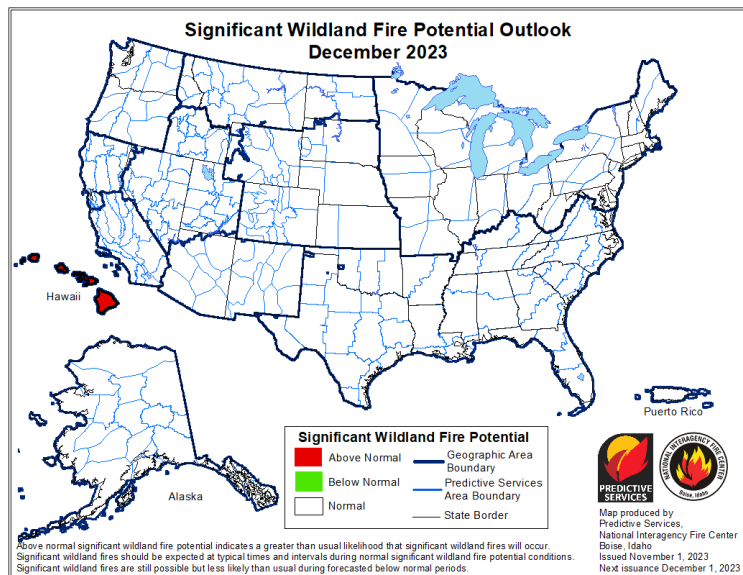 Significant Wildland Fire Potential Outlook
December 2023
Hawaii
Alaska
Puerto Rico
Significant Wildland Fire Potential
Above Normal
Below Normal
Normal
Geographic Area
Boundary
Predictive Services
Area Boundary
State Border
PREDICTIVE
SERVICES
NATIONAL INTERAGENCY FIRE CENTER
Boise, Idaho
Map produced by
Predictive Services,
National Interagency Fire Center
Boise, Idaho
Issued November 1, 2023
Next issuance December 1, 2023
Above normal significant wildland fire potential indicates a greater than usual likelihood that significant wildland fires will occur.
Significant wildland fires should be expected at typical times and intervals during normal significant wildland fire potential conditions.
Significant wildland fires are still possible but less likely than usual during forecasted below normal periods.